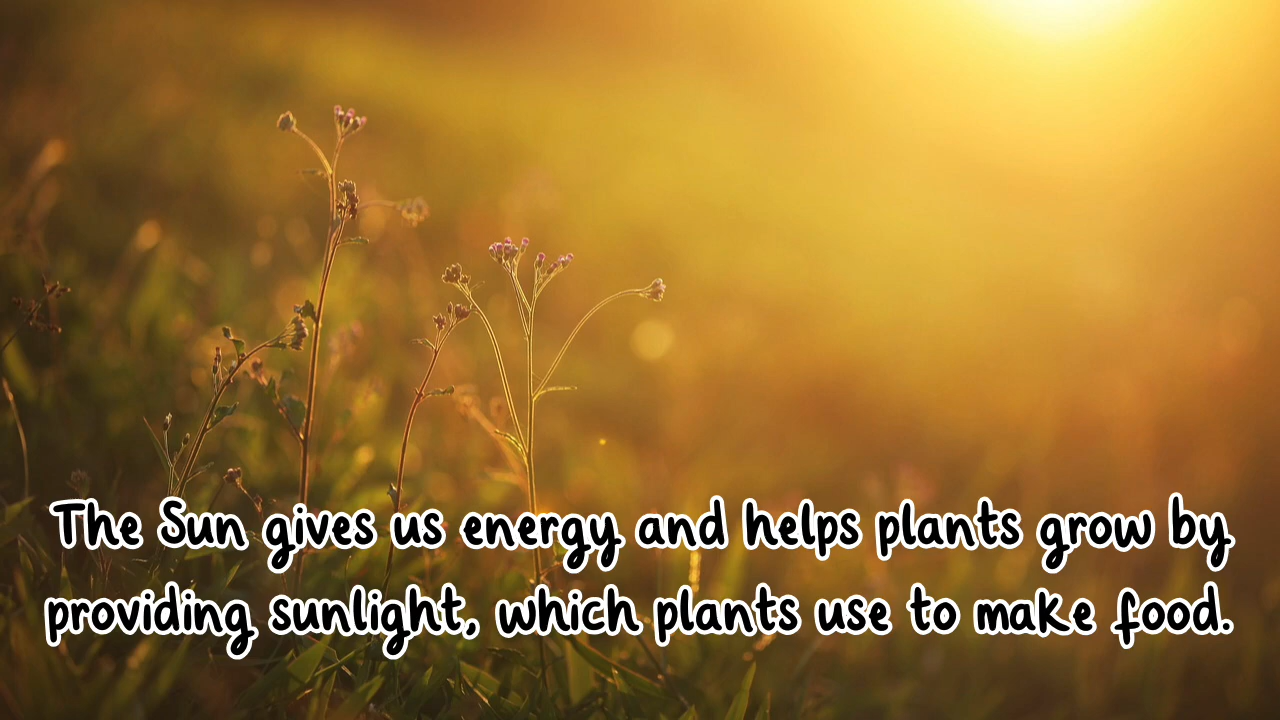 The Sun gives us energy and helps plants grow by
providing sunlight, which plants use to make food.